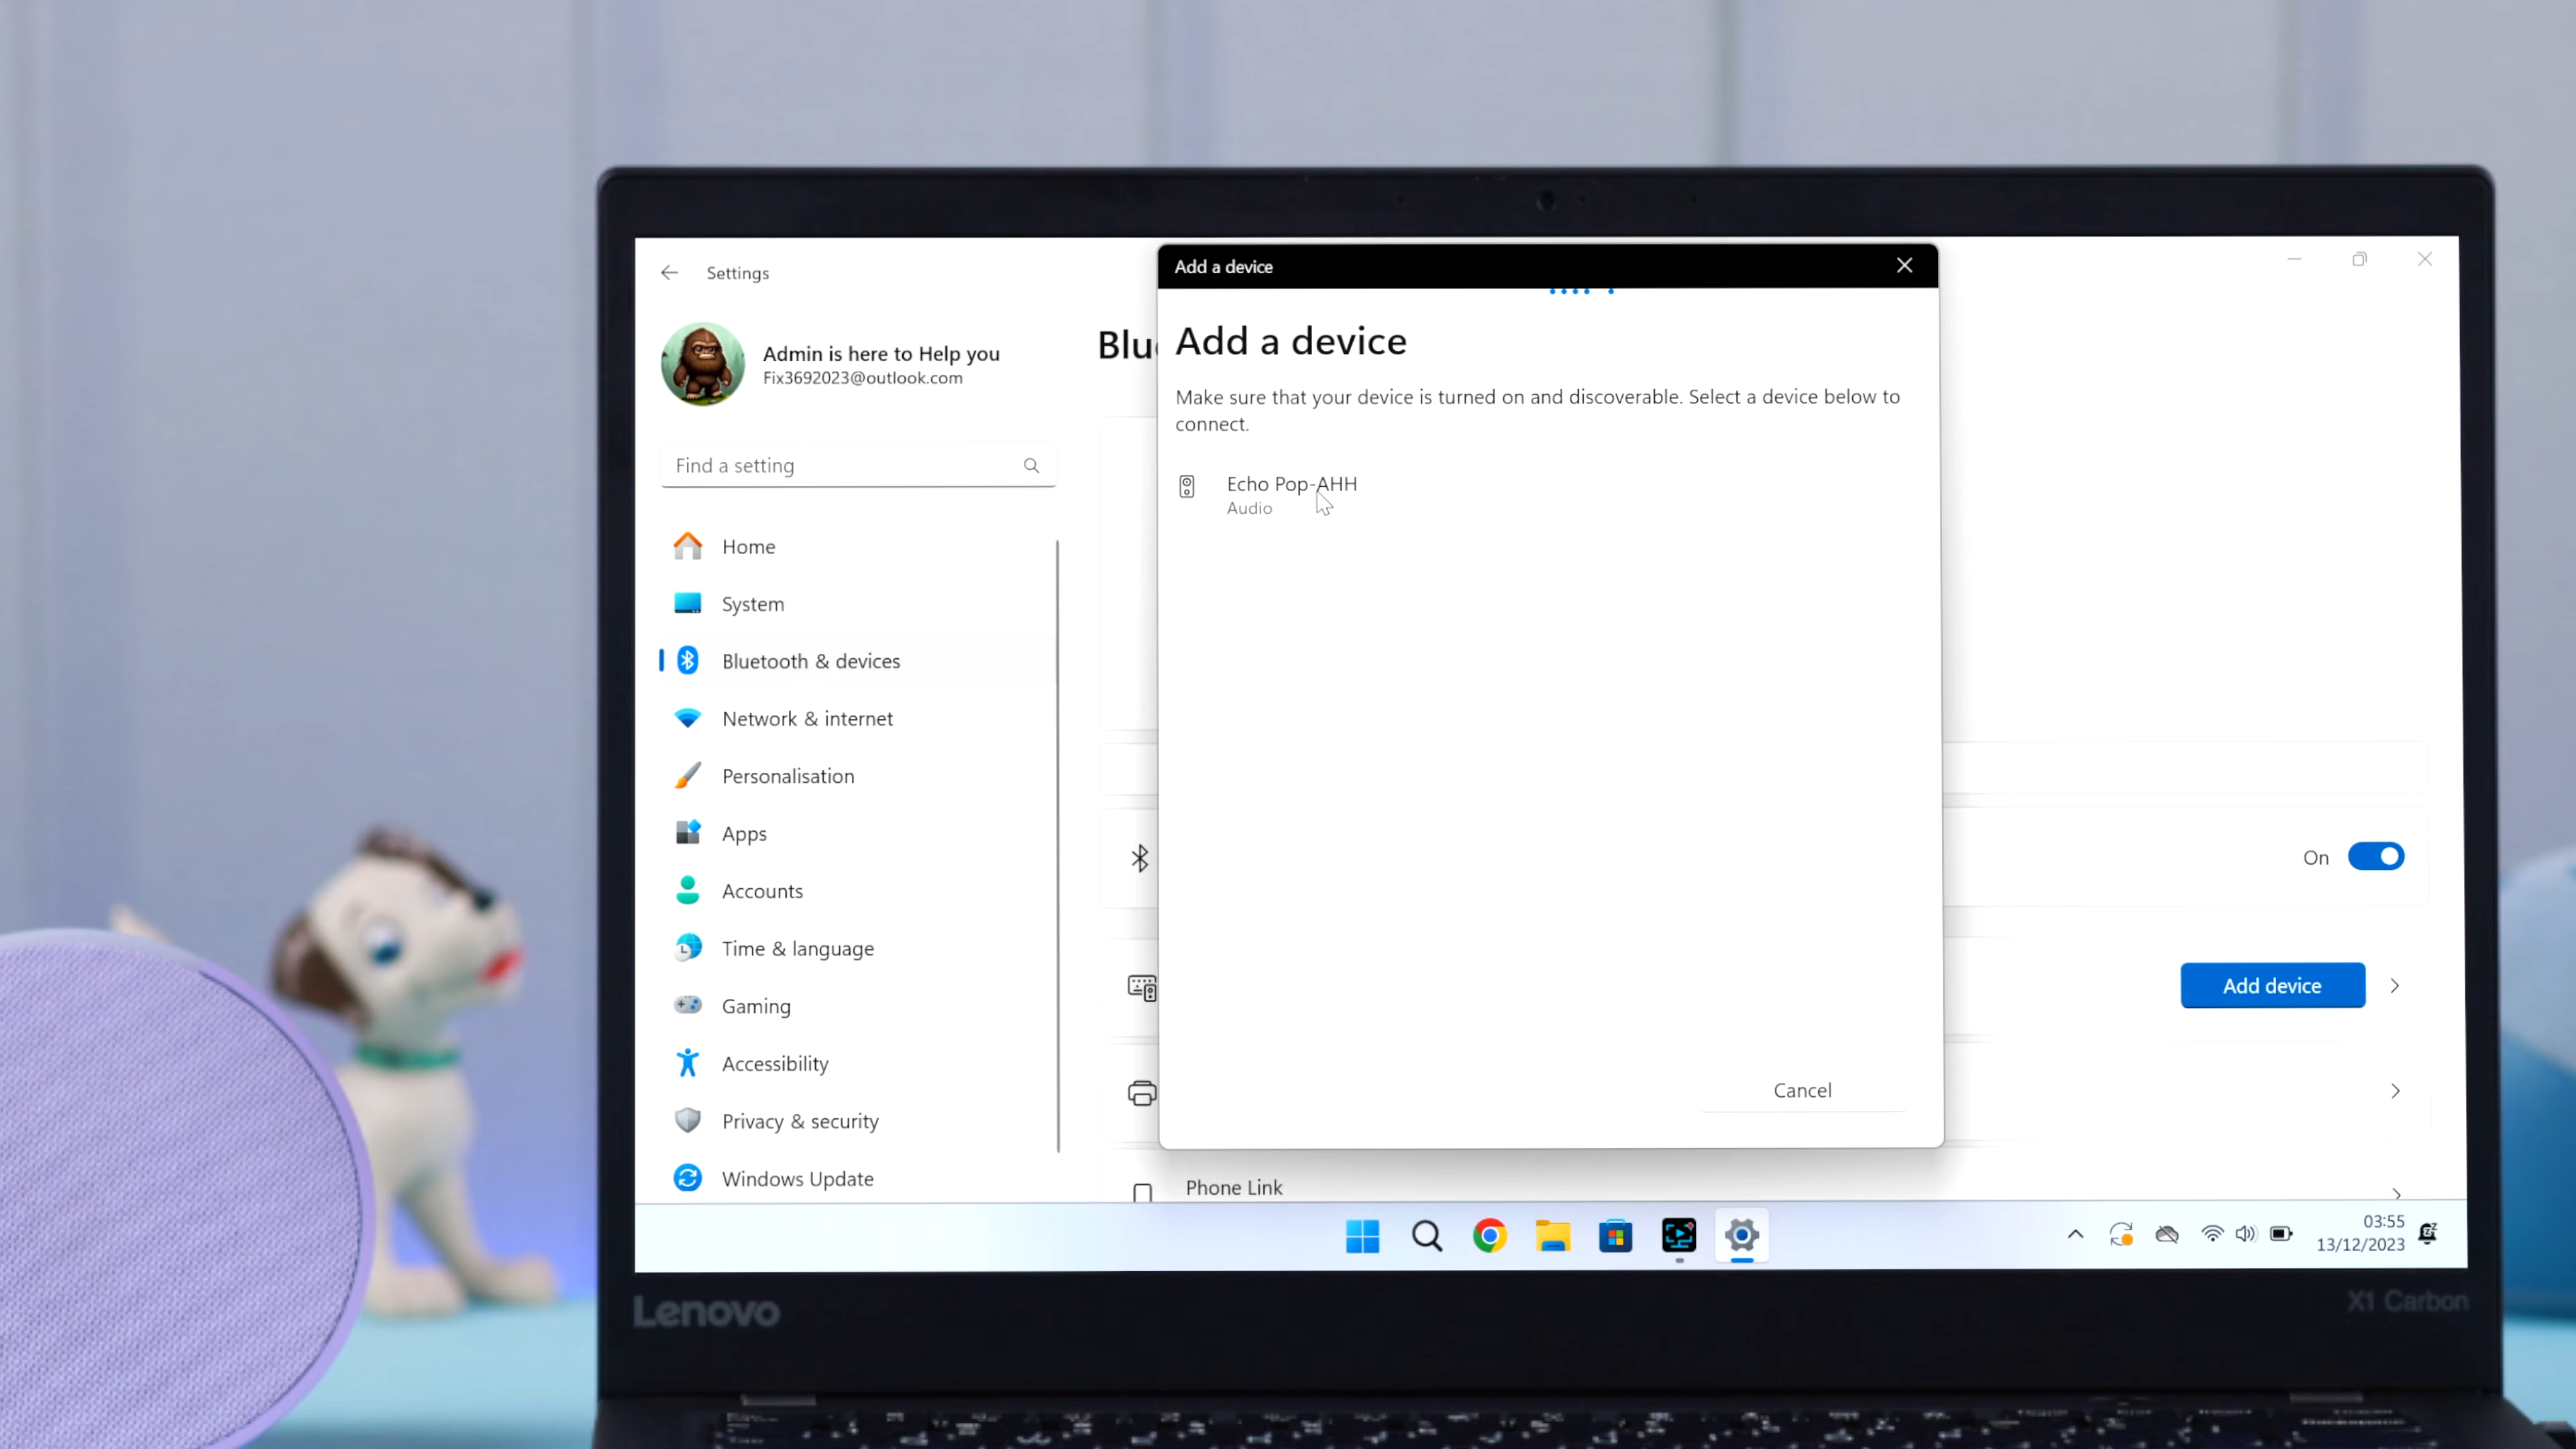 Settings
Admin is here to Help you
Fix3692023@outlook.com
Find a setting
Home
System
Bluetooth & devices
Network & internet
Personalisation
Apps
Accounts
Time & language
Gaming
Accessibility
Privacy & security
Windows Update
Blu
Add a device
Add a device
Make sure that your device is turned on and discoverable. Select a device below to
connect.
Echo Pop-AHH
Audio
Cancel
On
Add device
Phone Link
03:55
13/12/2023
Lenovo
X1 Carbon